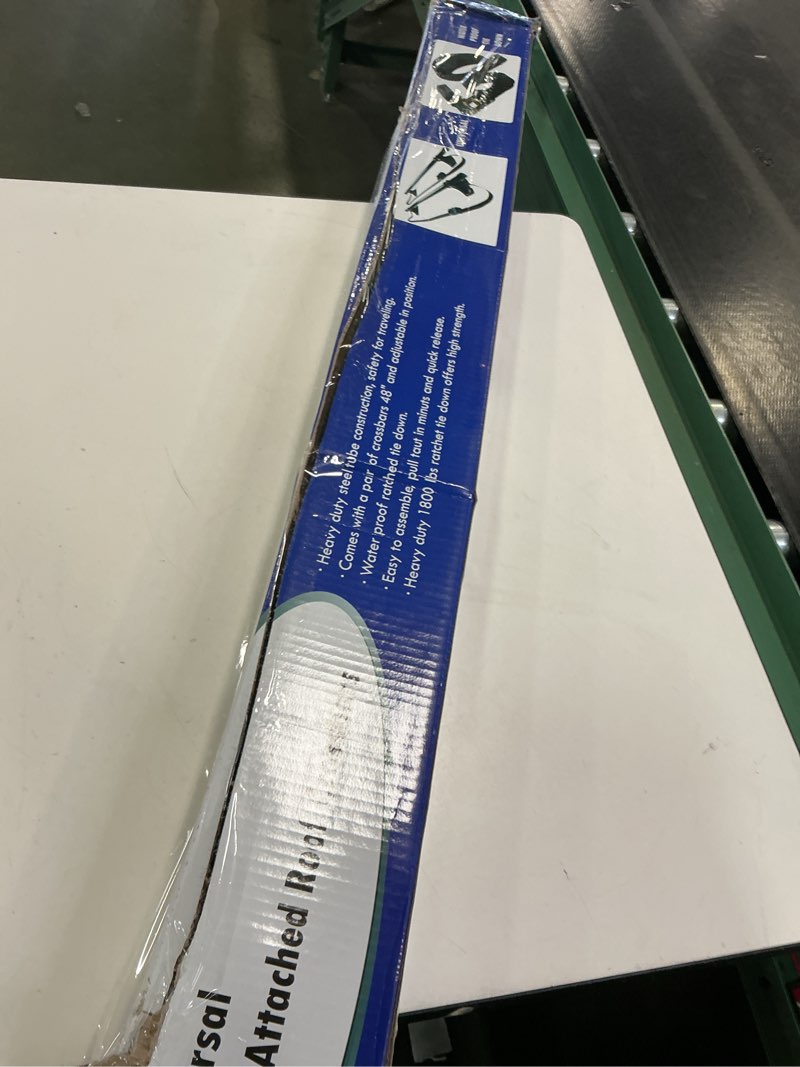 · Heavy duty steel tube construction, safety for traveling.
· Comes with a pair of crossbars 48" and adjustable in position.
· Water proof ratched tie down.
· Easy to assemble, pull taut in minuts and quick release.
· Heavy duty 1800 lbs ratchet tie down offers high strength.
rsal
Attached Roof